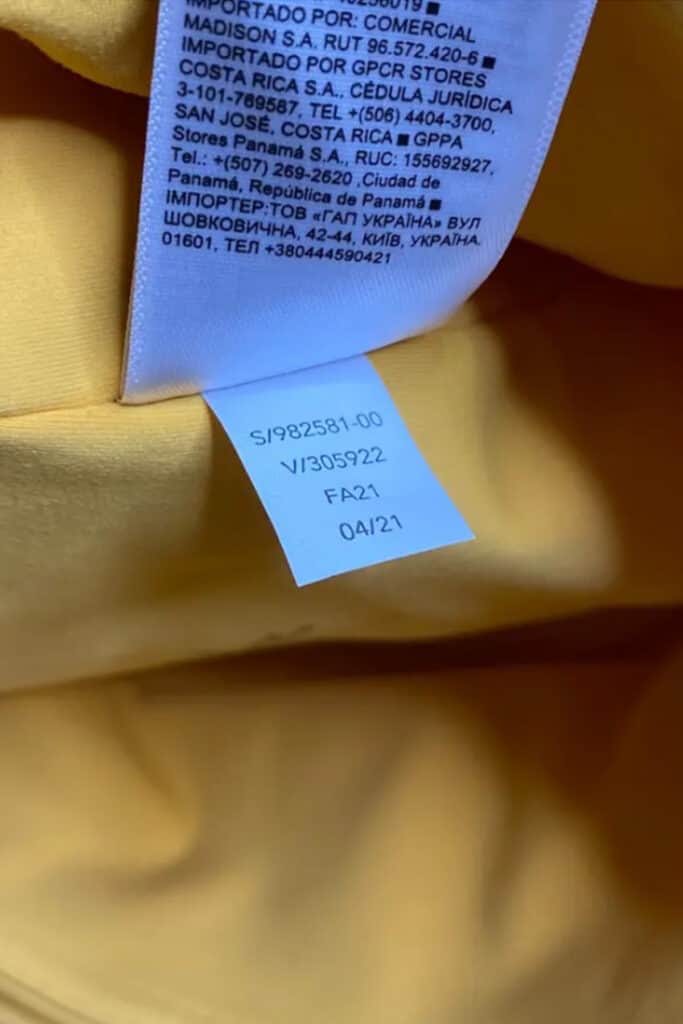 IMPORTADO POR: COMERCIAL
MADISON S.A. RUT 96.572.420-6 ■
IMPORTADO POR GPCR STORES
COSTA RICA S.A., CÉDULA JURÍDICA
3-101-769587, TEL +(506) 4404-3700,
SAN JOSÉ, COSTA RICA ■ GPPA
Stores Panamá S.A., RUC: 155692927,
Tel.: +(507) 269-2620 ,Ciudad de
Panamá, República de Panamá ■
ІМПОРТЕР:ТОВ «ГАП УКРАЇНА» ВУЛ
ШОВКОВИЧНА, 42-44, КИЇВ, УКРАЇНА.
01601, ТЕЛ +380444590421
S/982581-00
V/305922
FA21
04/21